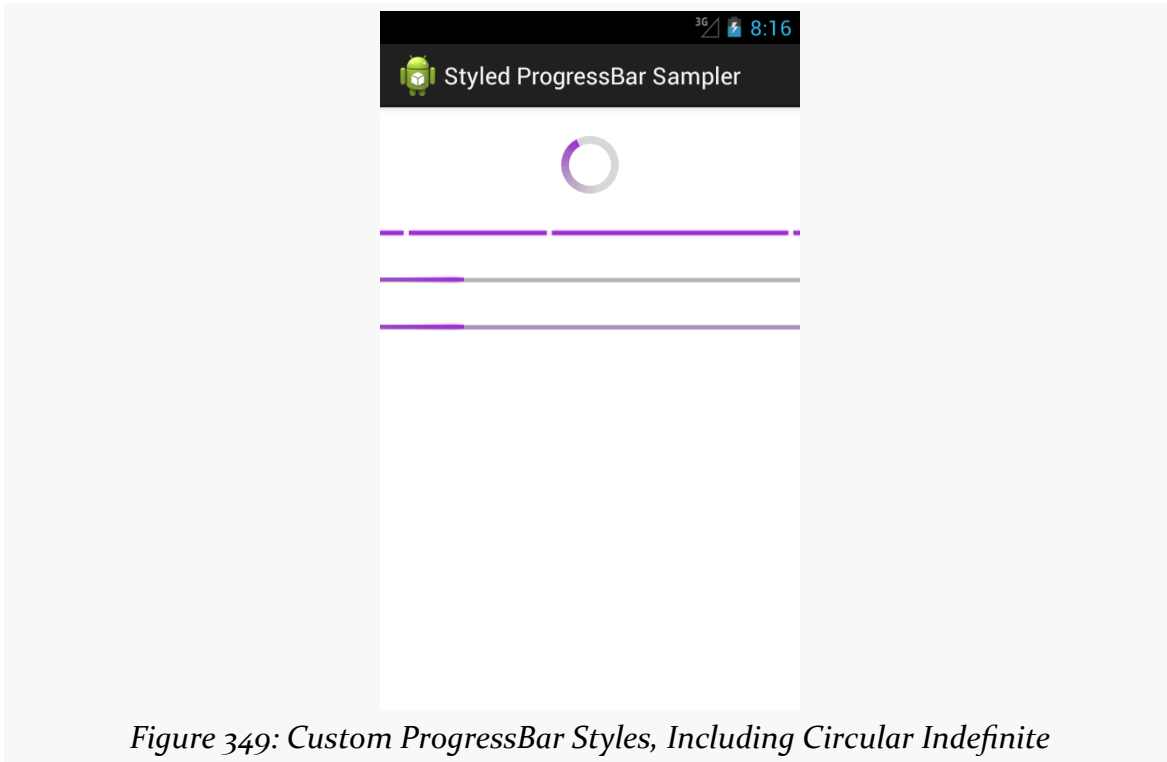 3G 8:16
Styled ProgressBar Sampler
Figure 349: Custom ProgressBar Styles, Including Circular Indefinite